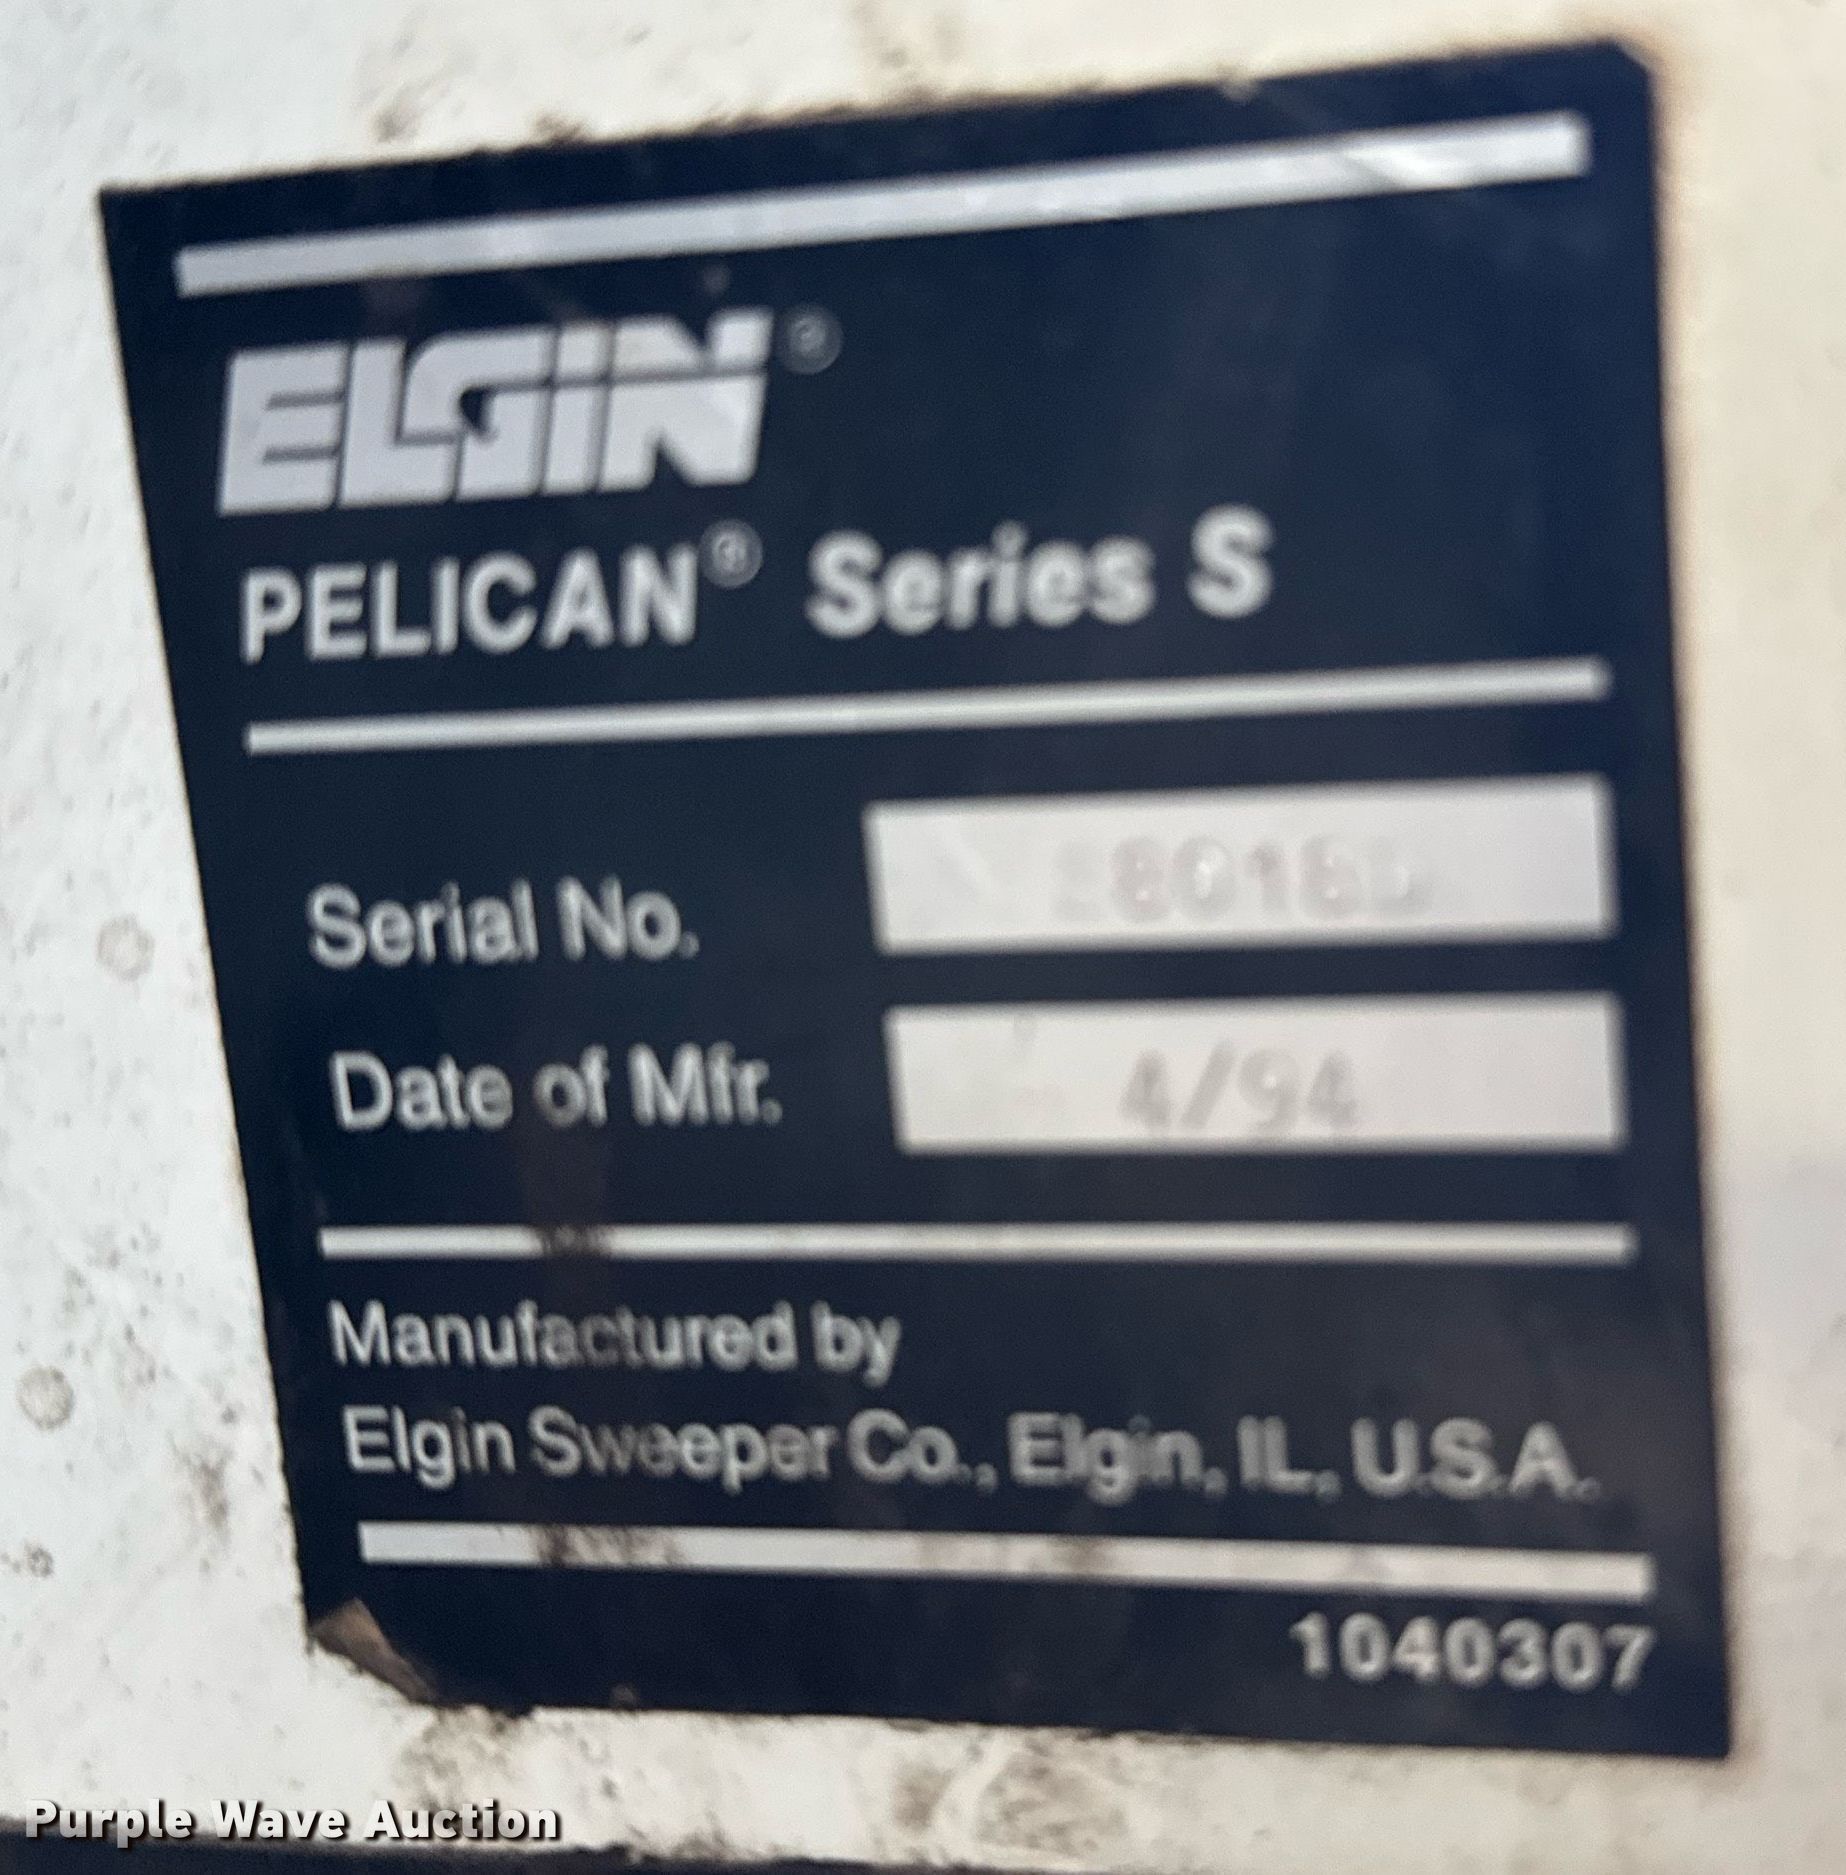 ELGIN®
PELICAN® Series S
Serial No.
Date of Mfr. 4/94
Manufactured by
Elgin Sweeper Co., Elgin, IL, U.S.A.
1040307
Purple Wave Auction